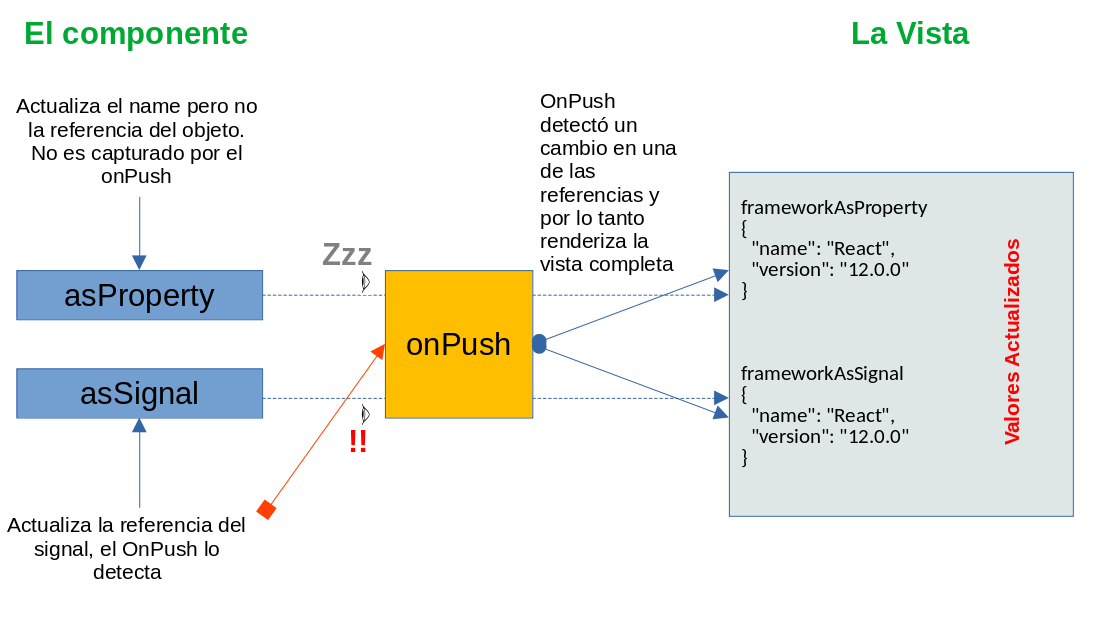 El componente
La Vista
Actualiza el name pero no
la referencia del objeto.
No es capturado por el
onPush
OnPush
detectó un
cambio en una
de las
referencias y
por lo tanto
renderiza la
vista completa
Zzz
asProperty
asSignal
onPush
!!
Actualiza la referencia del
signal, el OnPush lo
detecta
frameworkAsProperty
{
"name": "React",
"version": "12.0.0"
}
frameworkAsSignal
{
"name": "React",
"version": "12.0.0"
}
Valores Actualizados